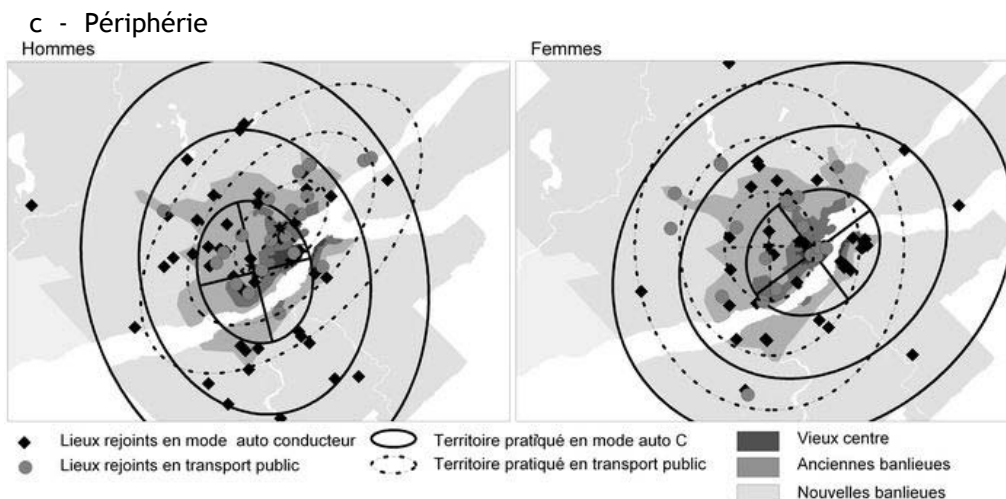 c - Périphérie
Hommes
Femmes
Lieux rejoints en mode auto conducteur
Territoire pratiqué en mode auto C
Vieux centre
Lieux rejoints en transport public
Territoire pratiqué en transport public
Anciennes banlieues
Nouvelles banlieues